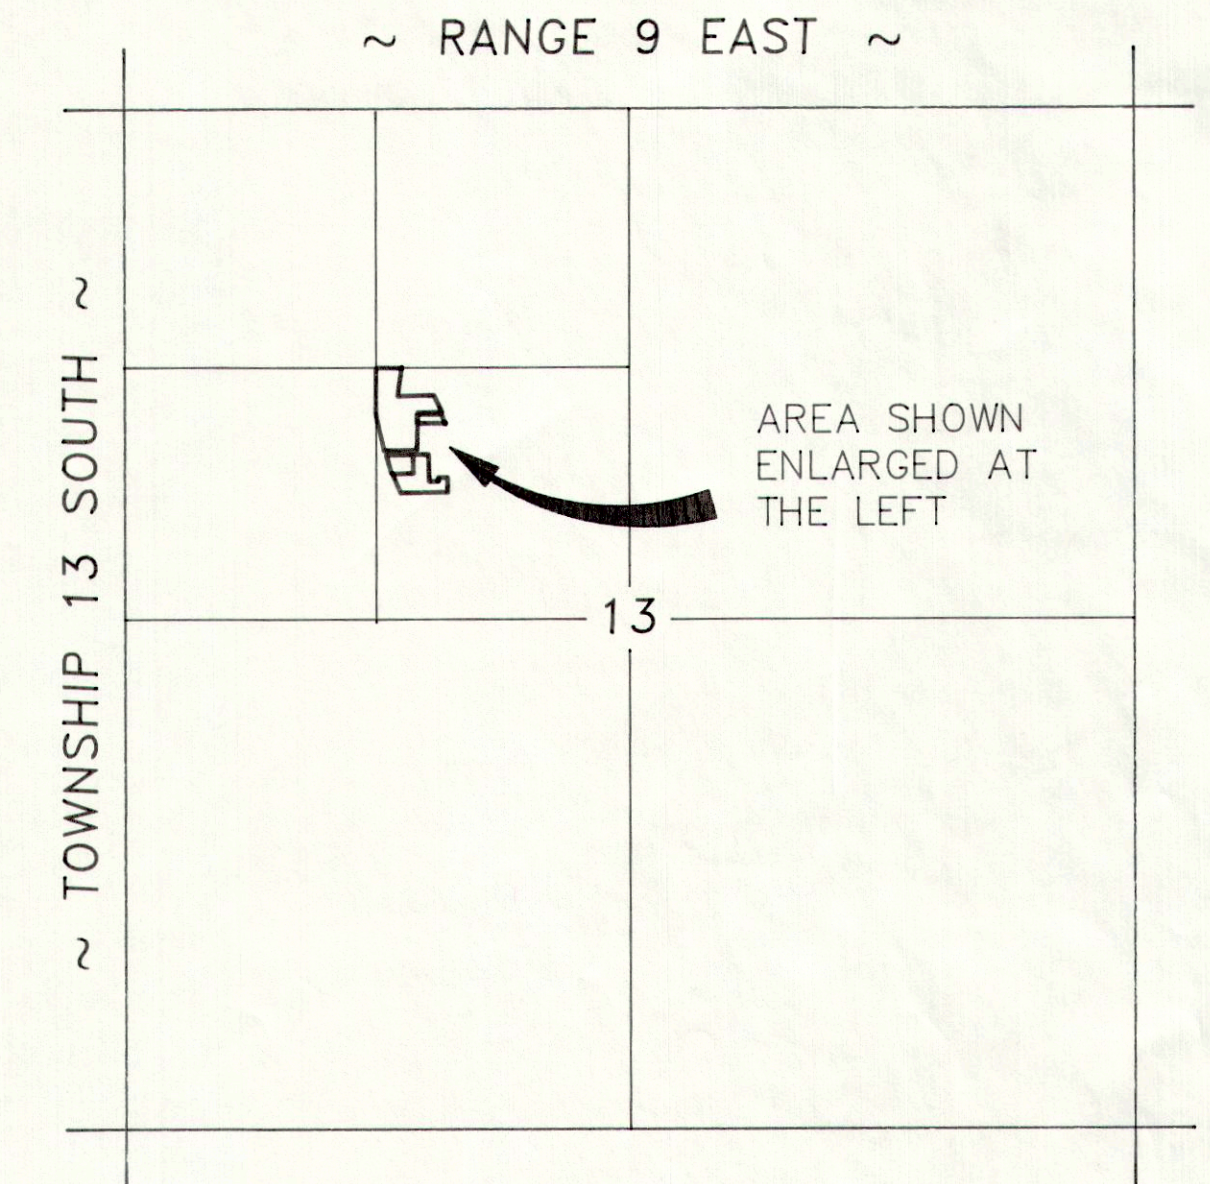 ~ RANGE 9 EAST ~
~ TOWNSHIP 13 SOUTH ~
AREA SHOWN
ENLARGED AT
THE LEFT
13